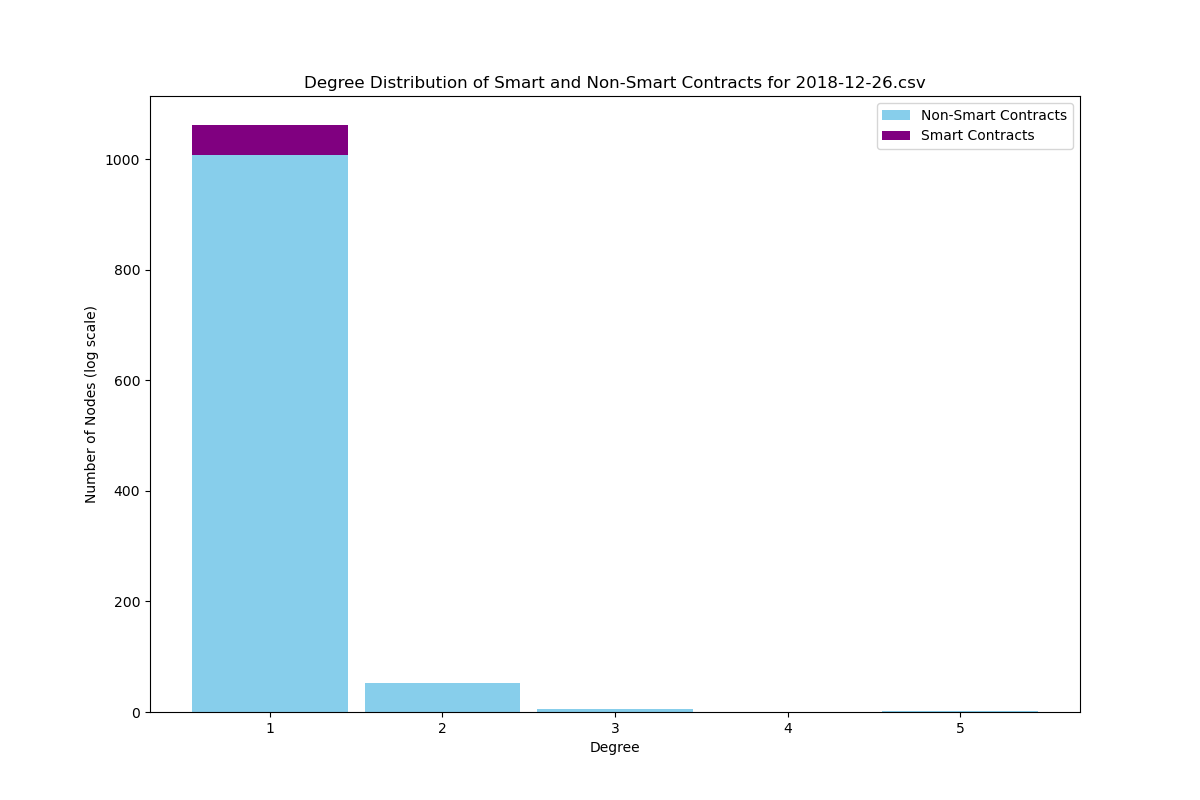 Degree Distribution of Smart and Non-Smart Contracts for 2018-12-26.csv
Non-Smart Contracts
Smart Contracts
1000
800
600
400
200
0
Number of Nodes (log scale)
1 2 3 4 5
Degree